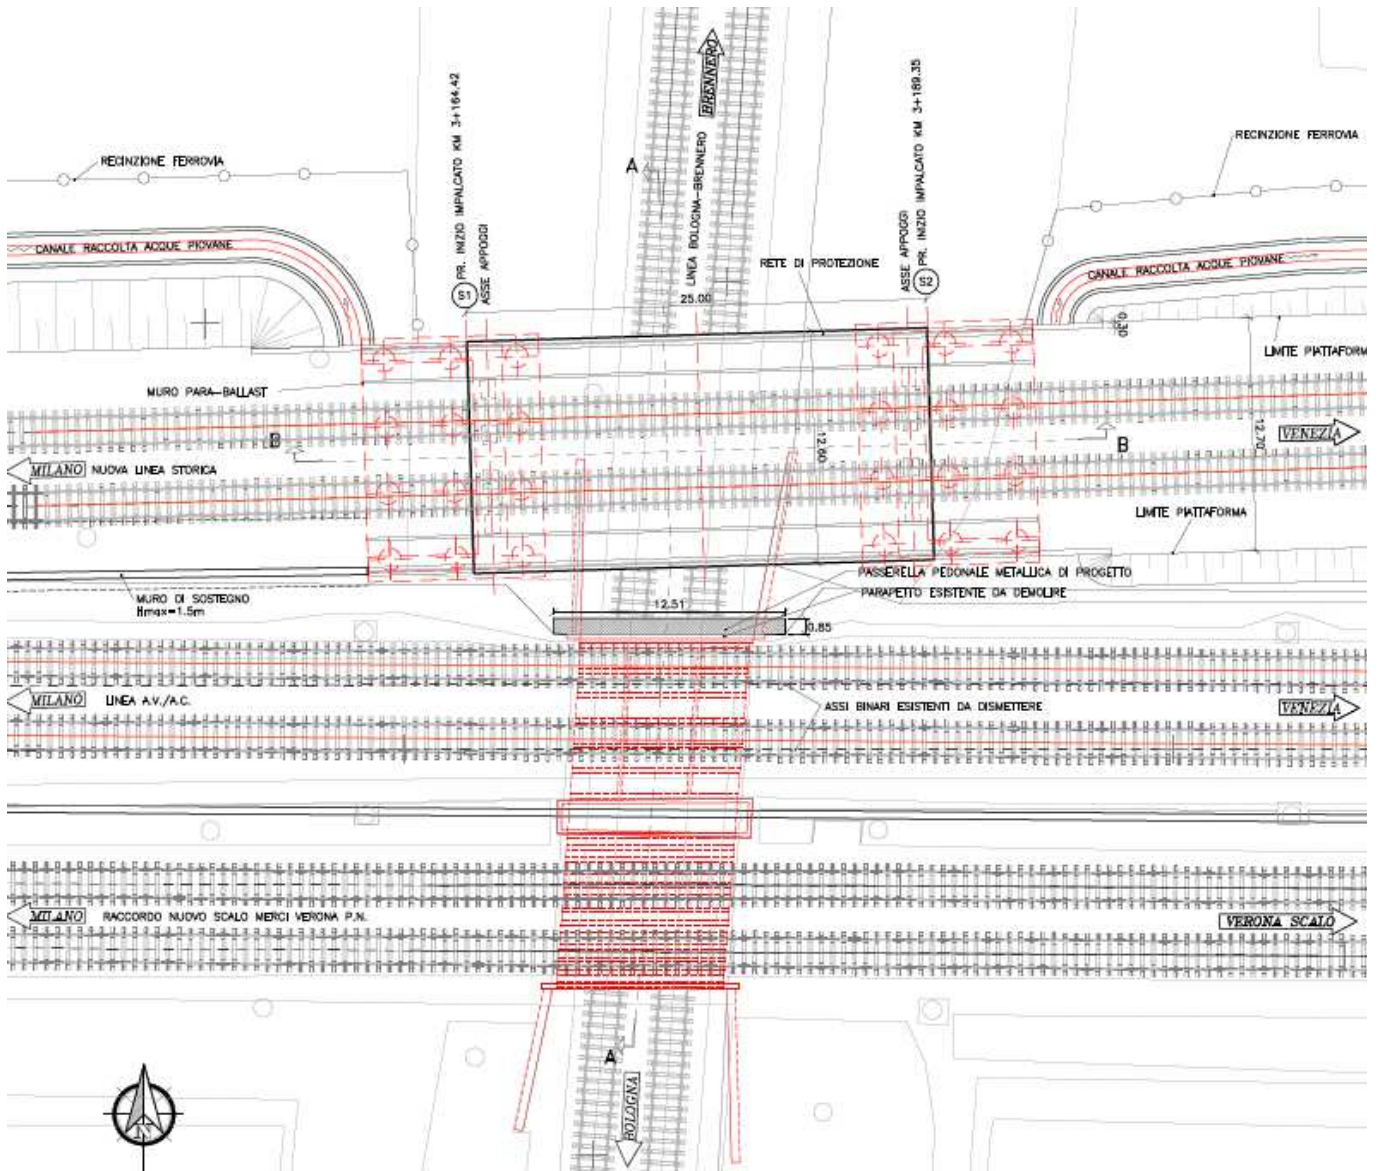 BRENNERO
PR. INIZIO IMPALCATO KM 3+164.42
ASSE APPOGGI
S1
LINEA BOLOGNA-BRENNERO
ASSE APPOGGI
PR. INIZIO IMPALCATO KM 3+189.35
S2
RECINZIONE FERROVIA
RECINZIONE FERROVIA
A
CANALE RACCOLTA ACQUE PIOVANE
RETE DI PROTEZIONE
CANALE RACCOLTA ACQUE PIOVANE
25.00
0.30
LIMITE PIATTAFORM
MURO PARA-BALLAST
B
12.60
12.70
VENEZIA
B
MILANO NUOVA LINEA STORICA
LIMITE PIATTAFORMA
PASSERELLA PEDONALE METALLICA DI PROGETTO
PARAPETTO ESISTENTE DA DEMOLIRE
MURO DI SOSTEGNO
Hmax=1.5m
12.51
0.85
MILANO LINEA A.V./A.C.
ASSI BINARI ESISTENTI DA DISMETTERE
VENEZIA
MILANO RACCORDO NUOVO SCALO MERCI VERONA P.N.
VERONA SCALO
A
BOLOGNA
N